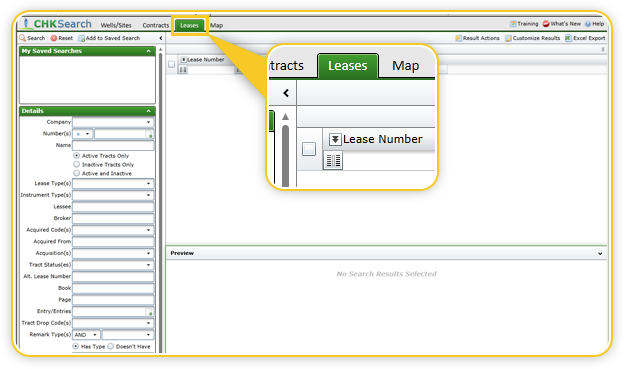 CHKSearch Wells/Sites Contracts Leases Map Training What's New Help
Search Reset Add to Saved Search Result Actions Customize Results Excel Export
My Saved Searches
Lease Number
Details
Company
Number(s) =
Name
Active Tracts Only
Inactive Tracts Only
Active and Inactive
Lease Type(s)
Instrument Type(s)
Lessee
Broker
Acquired Code(s)
Acquired From
Acquisition(s)
Tract Status(es)
Alt. Lease Number
Book
Page
Entry/Entries
Tract Drop Code(s)
Remark Type(s) AND
Has Type Doesn't Have
ntracts Leases Map
Lease Number
Preview
No Search Results Selected